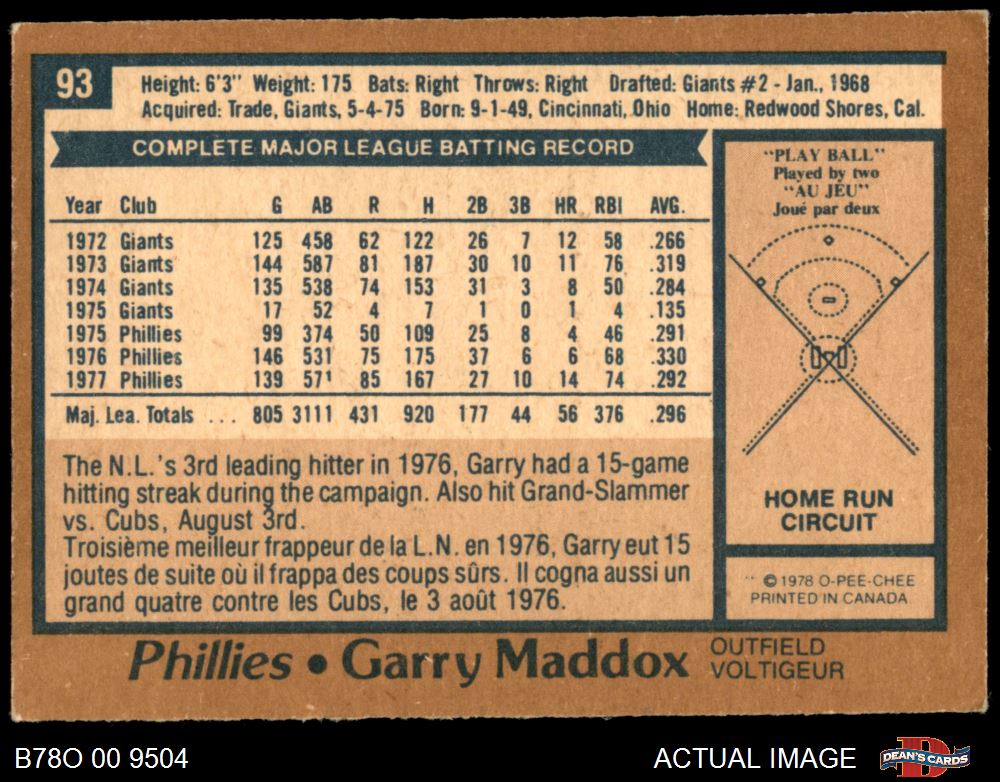 93
Height: 6'3" Weight: 175 Bats: Right Throws: Right Drafted: Giants #2 - Jan., 1968
Acquired: Trade, Giants, 5-4-75 Born: 9-1-49, Cincinnati, Ohio Home: Redwood Shores, Cal.
COMPLETE MAJOR LEAGUE BATTING RECORD
Year Club G AB R H 2B 3B HR RBI AVG.
1972 Giants 125 458 62 122 26 7 12 58 .266
1973 Giants 144 587 81 187 30 10 11 76 .319
1974 Giants 135 538 74 153 31 3 8 50 .284
1975 Giants 17 52 4 7 1 0 1 4 .135
1975 Phillies 99 374 50 109 25 8 4 46 .291
1976 Phillies 146 531 75 175 37 6 6 68 .330
1977 Phillies 139 571 85 167 27 10 14 74 .292
Maj. Lea. Totals ... 805 3111 431 920 177 44 56 376 .296
The N.L.'s 3rd leading hitter in 1976, Garry had a 15-game
hitting streak during the campaign. Also hit Grand-Slammer
vs. Cubs, August 3rd.
Troisième meilleur frappeur de la L.N. en 1976, Garry eut 15
joutes de suite où il frappa des coups sûrs. Il cogna aussi un
grand quatre contre les Cubs, le 3 août 1976.
"PLAY BALL"
Played by two
"AU JEU"
Joué par deux
HOME RUN
CIRCUIT
©1978 O-PEE-CHEE
PRINTED IN CANADA
Phillies • Garry Maddox
OUTFIELD
VOLTIGEUR
B78O 00 9504
ACTUAL IMAGE
DEAN'S CARDS